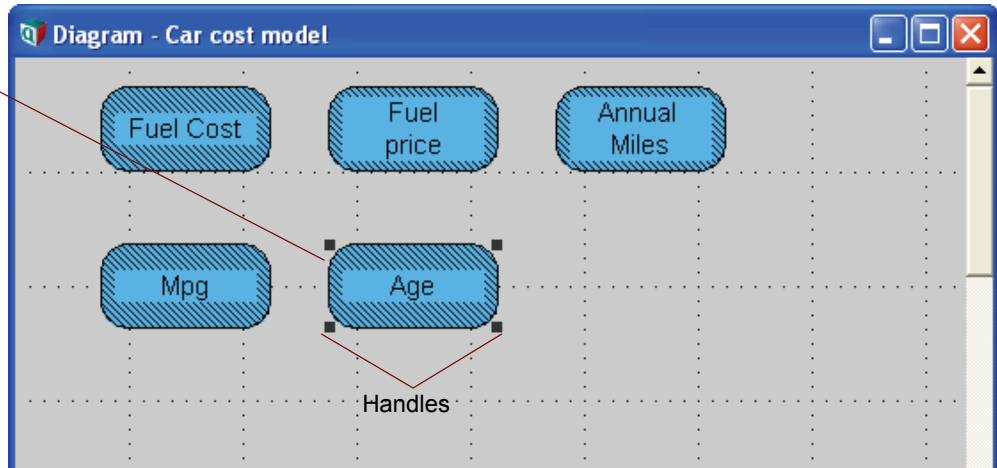 Diagram - Car cost model
Fuel Cost
Fuel
price
Annual
Miles
Mpg
Age
Handles